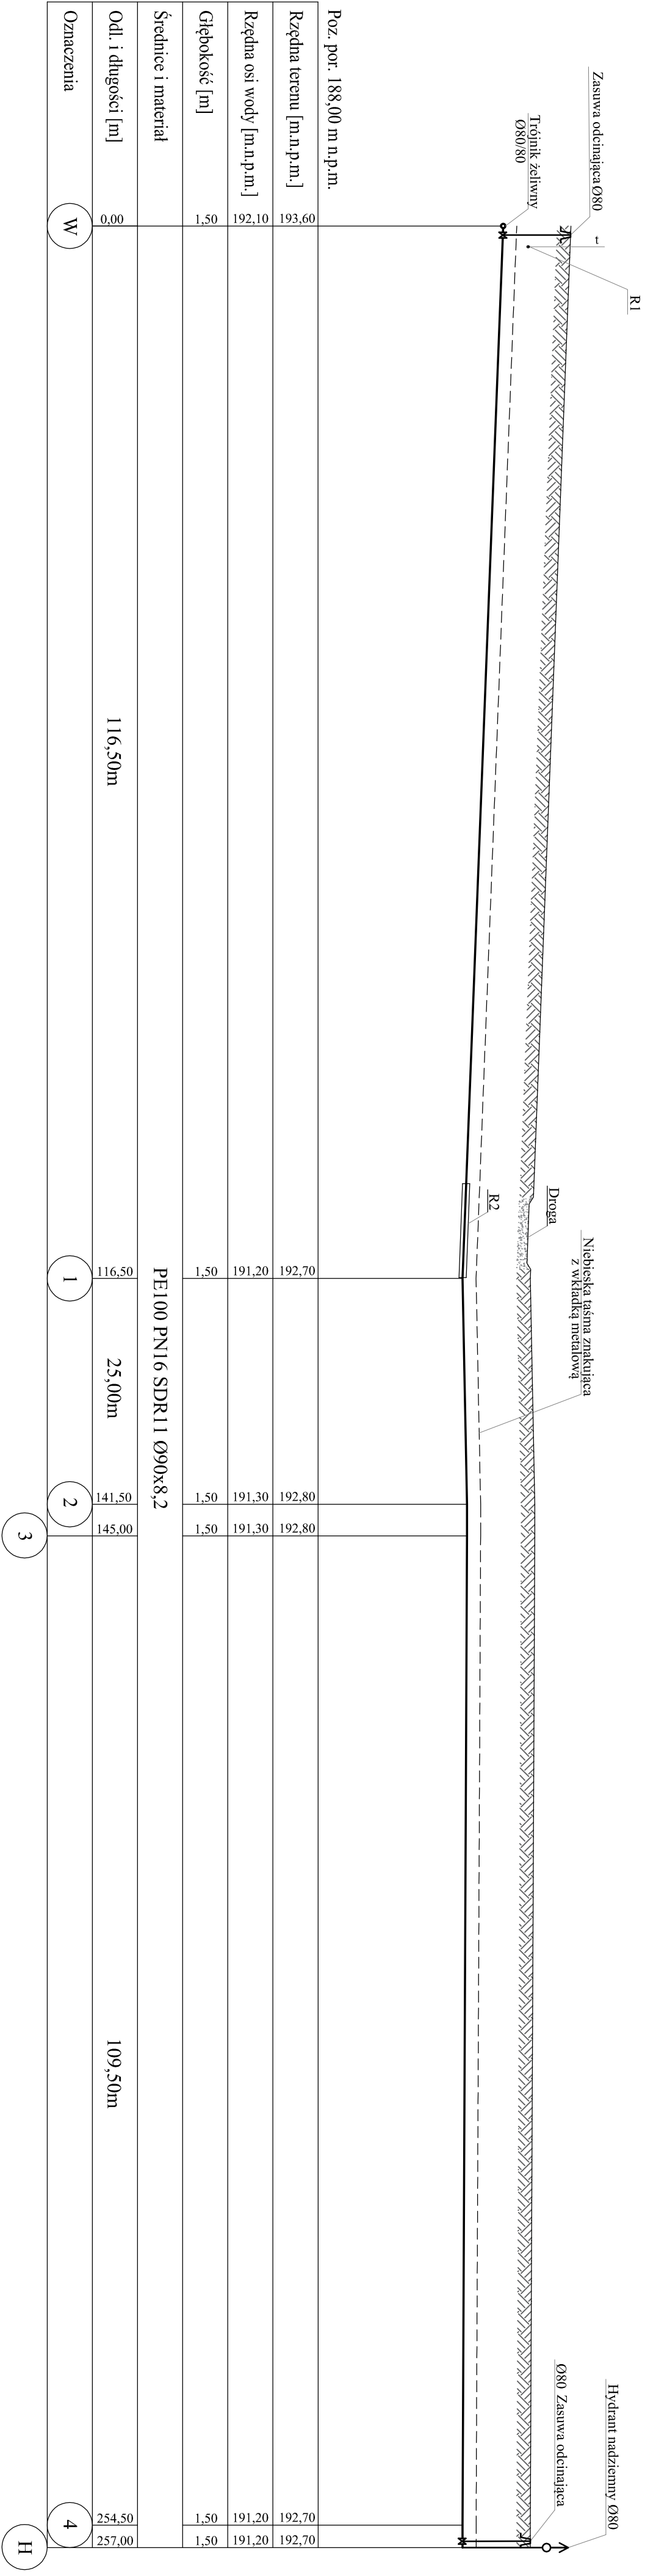 Zasuwa odcinająca Ø80
Trójnik żeliwny
Ø80/80
t
R1
R2
Droga
Niebieska taśma znakująca
z wkładką metalową
Ø80 Zasuwa odcinająca
Hydrant nadziemny Ø80
Poz. por. 188,00 m n.p.m.
Rzędna terenu [m.n.p.m.] 193,60 192,70 192,80 192,80 192,70 192,70
Rzędna osi wody [m.n.p.m.] 192,10 191,20 191,30 191,30 191,20 191,20
Głębokość [m] 1,50 1,50 1,50 1,50 1,50 1,50
Średnice i materiał PE100 PN16 SDR11 Ø90x8,2
Odl. i długości [m] 0,00 116,50m 116,50 25,00m 141,50 145,00 109,50m 254,50 257,00
Oznaczenia W 1 2 4
3 H